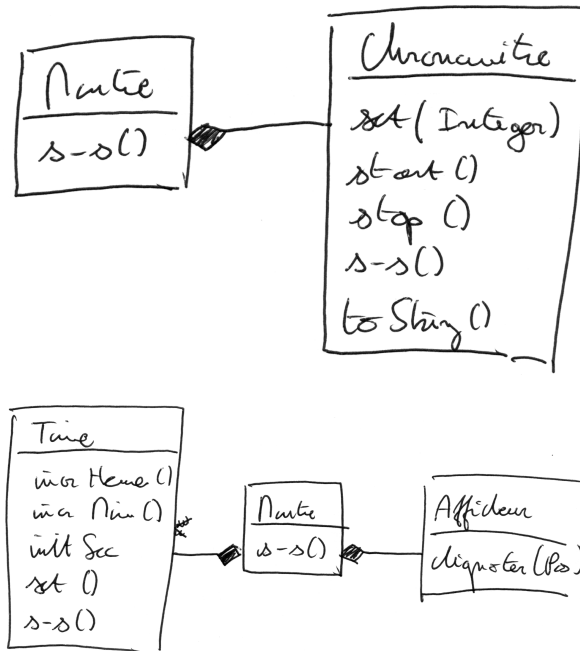 Montre
s-s()
Chronomètre
set (Integer)
start ()
stop ()
s-s()
toString ()
Time
incr Heure ()
incr Min ()
init Sec
set ()
s-s()
Montre
s-s()
Afficheur
clignoter (Pos)